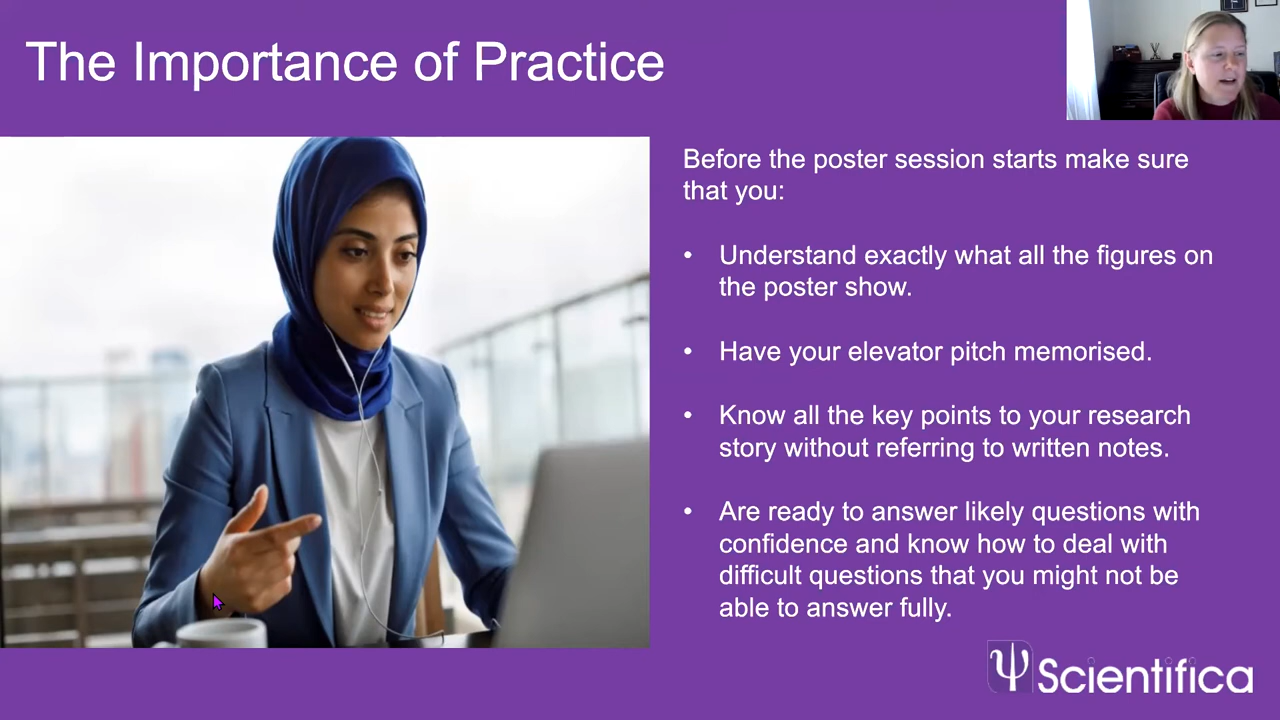 The Importance of Practice
Before the poster session starts make sure
that you:
• Understand exactly what all the figures on
the poster show.
• Have your elevator pitch memorised.
• Know all the key points to your research
story without referring to written notes.
• Are ready to answer likely questions with
confidence and know how to deal with
difficult questions that you might not be
able to answer fully.
ψ Scientifica